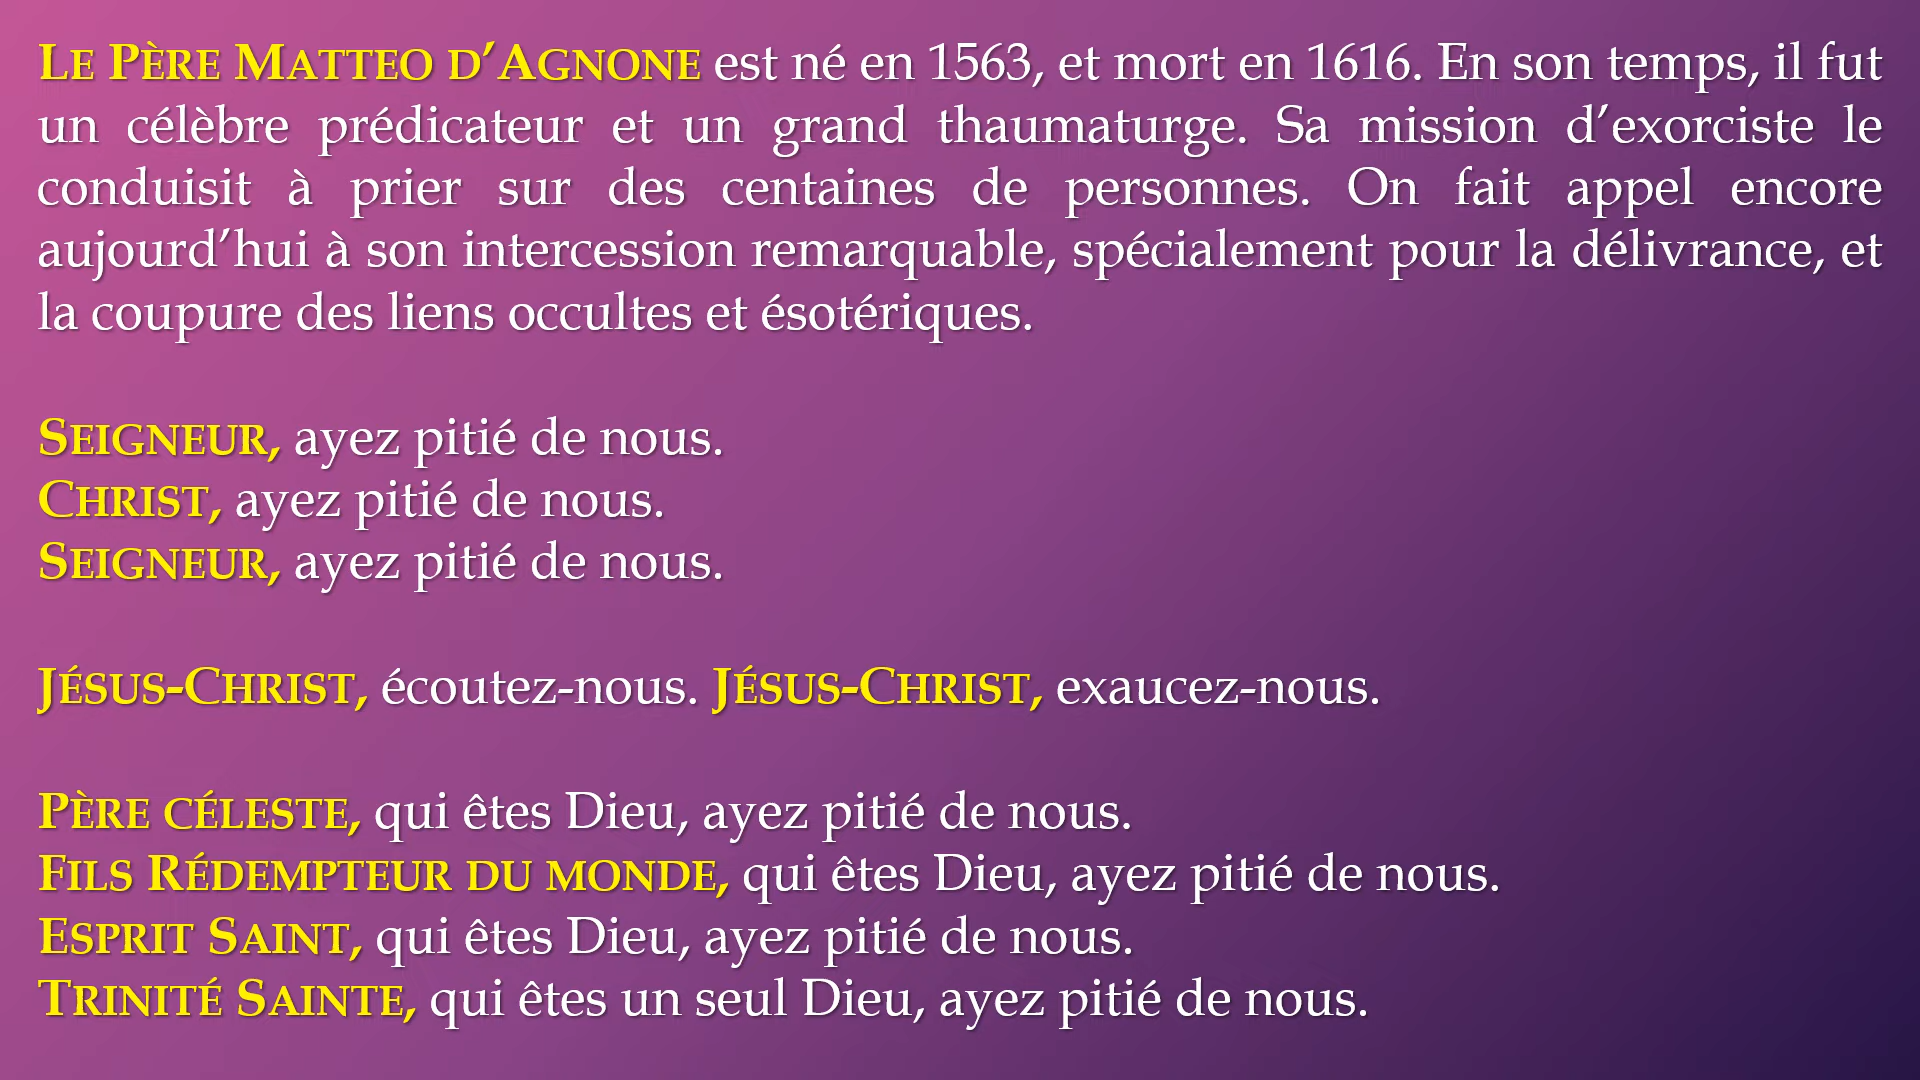 LE PÈRE MATTEO D’AGNONE est né en 1563, et mort en 1616. En son temps, il fut
un célèbre prédicateur et un grand thaumaturge. Sa mission d’exorciste le
conduisit à prier sur des centaines de personnes. On fait appel encore
aujourd’hui à son intercession remarquable, spécialement pour la délivrance, et
la coupure des liens occultes et ésotériques.
SEIGNEUR, ayez pitié de nous.
CHRIST, ayez pitié de nous.
SEIGNEUR, ayez pitié de nous.
JÉSUS-CHRIST, écoutez-nous. JÉSUS-CHRIST, exaucez-nous.
PÈRE CÉLESTE, qui êtes Dieu, ayez pitié de nous.
FILS RÉDEMPTEUR DU MONDE, qui êtes Dieu, ayez pitié de nous.
ESPRIT SAINT, qui êtes Dieu, ayez pitié de nous.
TRINITÉ SAINTE, qui êtes un seul Dieu, ayez pitié de nous.